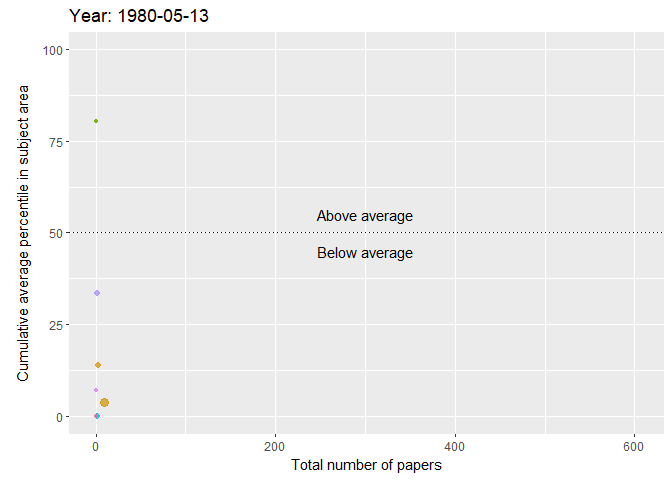 Year: 1980-05-13
100
75
50
25
0
Cumulative average percentile in subject area
Above average
Below average
0
200
400
600
Total number of papers